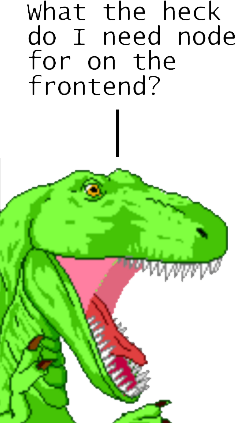 What the heck
do I need node
for on the
frontend?